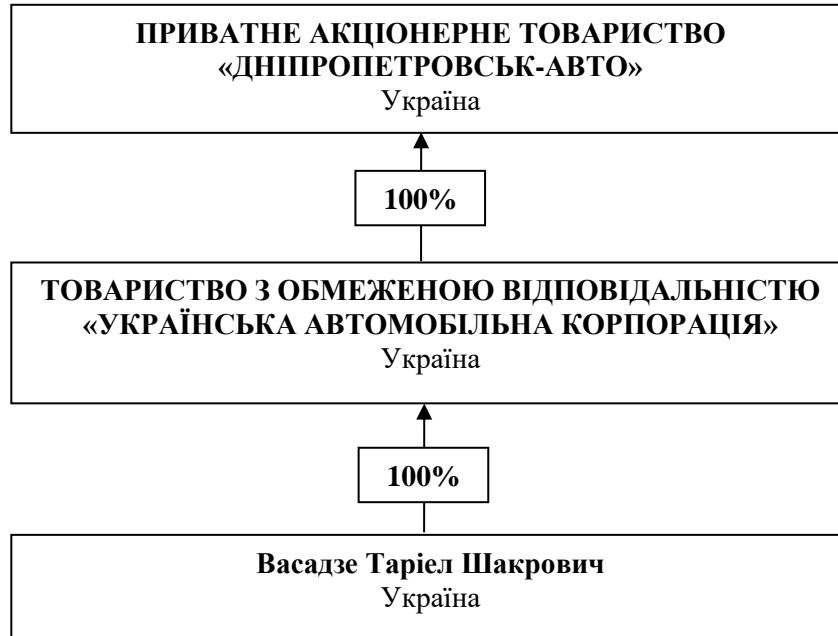 ПРИВАТНЕ АКЦІОНЕРНЕ ТОВАРИСТВО
«ДНІПРОПЕТРОВСЬК-АВТО»
Україна
100%
ТОВАРИСТВО З ОБМЕЖЕНОЮ ВІДПОВІДАЛЬНІСТЮ
«УКРАЇНСЬКА АВТОМОБІЛЬНА КОРПОРАЦІЯ»
Україна
100%
Васадзе Таріел Шакрович
Україна